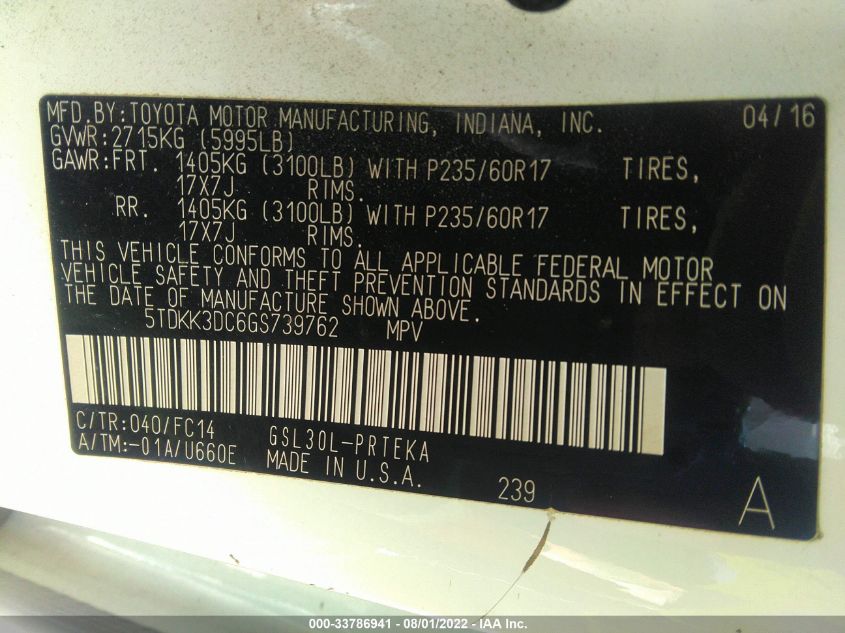 MFD.BY:TOYOTA MOTOR MANUFACTURING, INDIANA, INC. 04/16
GVWR:2715KG (5995LB)
GAWR:FRT. 1405KG (3100LB) WITH P235/60R17 TIRES,
17X7J RIMS.
RR. 1405KG (3100LB) WITH P235/60R17 TIRES,
17X7J RIMS.
THIS VEHICLE CONFORMS TO ALL APPLICABLE FEDERAL MOTOR
VEHICLE SAFETY AND THEFT PREVENTION STANDARDS IN EFFECT ON
THE DATE OF MANUFACTURE SHOWN ABOVE.
5TDKK3DC6GS739762 MPV
C/TR:040/FC14 GSL30L-PRTEKA
A/TM:-01A/U660E MADE IN U.S.A.
239 A
000-33786941 - 08/01/2022 - IAA Inc.